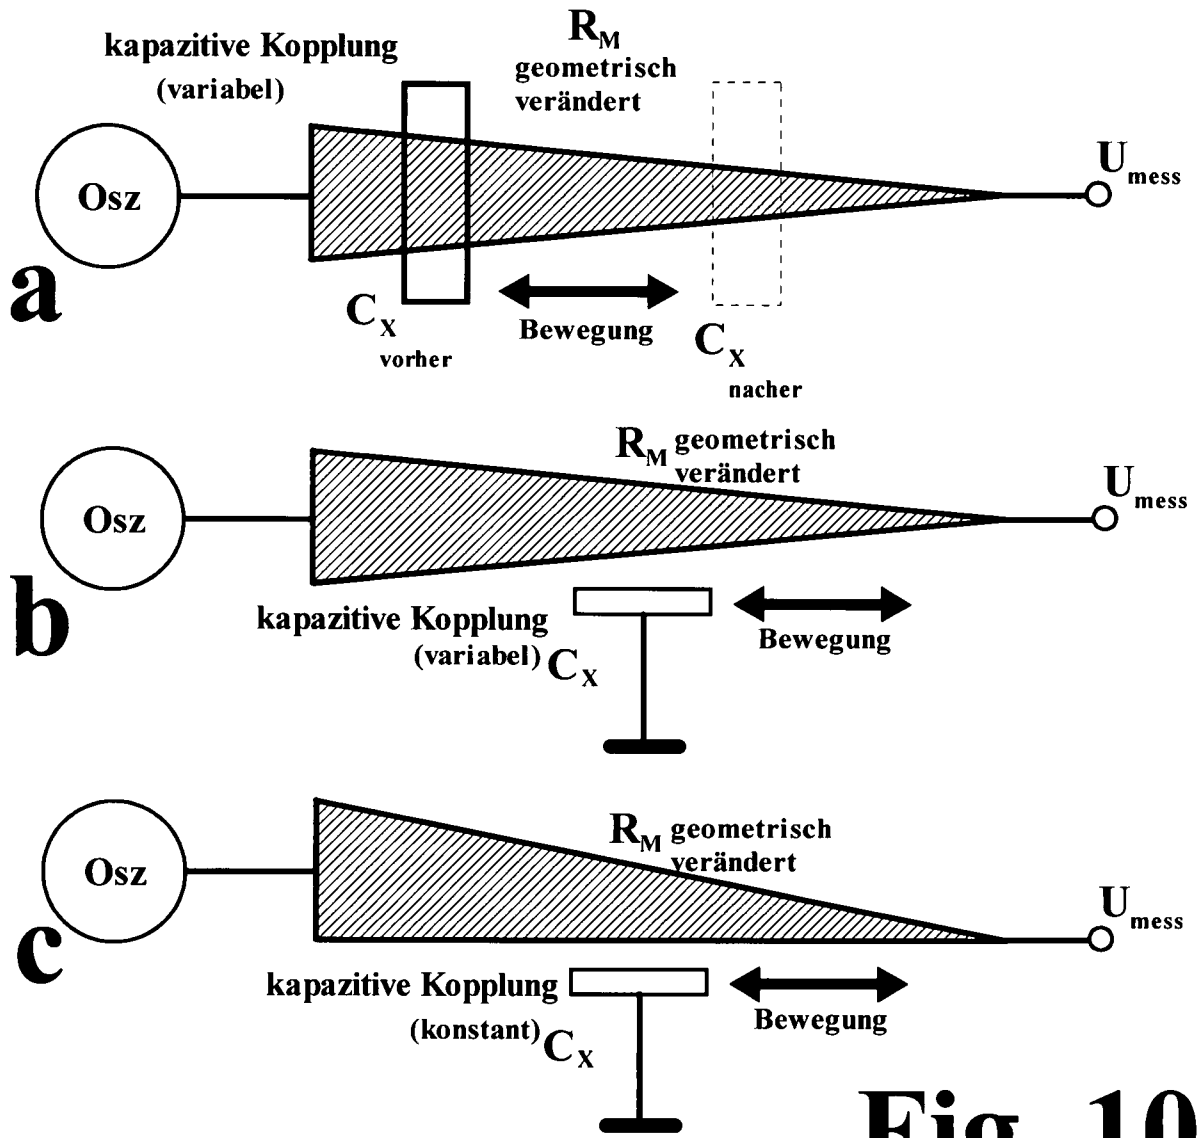 kapazitive Kopplung
(variabel)
R_M
geometrisch
verändert
Osz
U_mess
a
C_X
vorher
Bewegung
C_X
nacher
R_M geometrisch
verändert
Osz
U_mess
b
kapazitive Kopplung
(variabel) C_X
Bewegung
R_M geometrisch
verändert
Osz
U_mess
c
kapazitive Kopplung
(konstant) C_X
Bewegung
Fig. 10